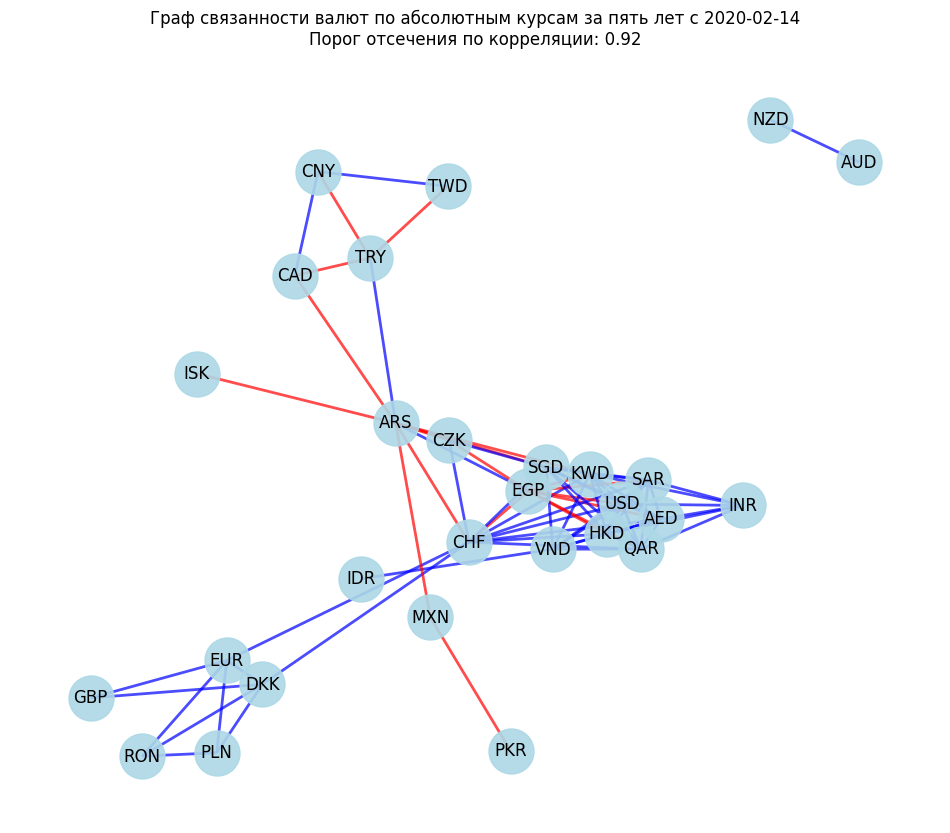 Граф связанности валют по абсолютным курсам за пять лет с 2020-02-14
Порог отсечения по корреляции: 0.92
NZD
AUD
CNY
TWD
TRY
CAD
ISK
ARS
CZK
SGD
KWD
SAR
EGP
USD
INR
AED
HKD
CHF
VND
QAR
IDR
MXN
EUR
DKK
GBP
RON
PLN
PKR